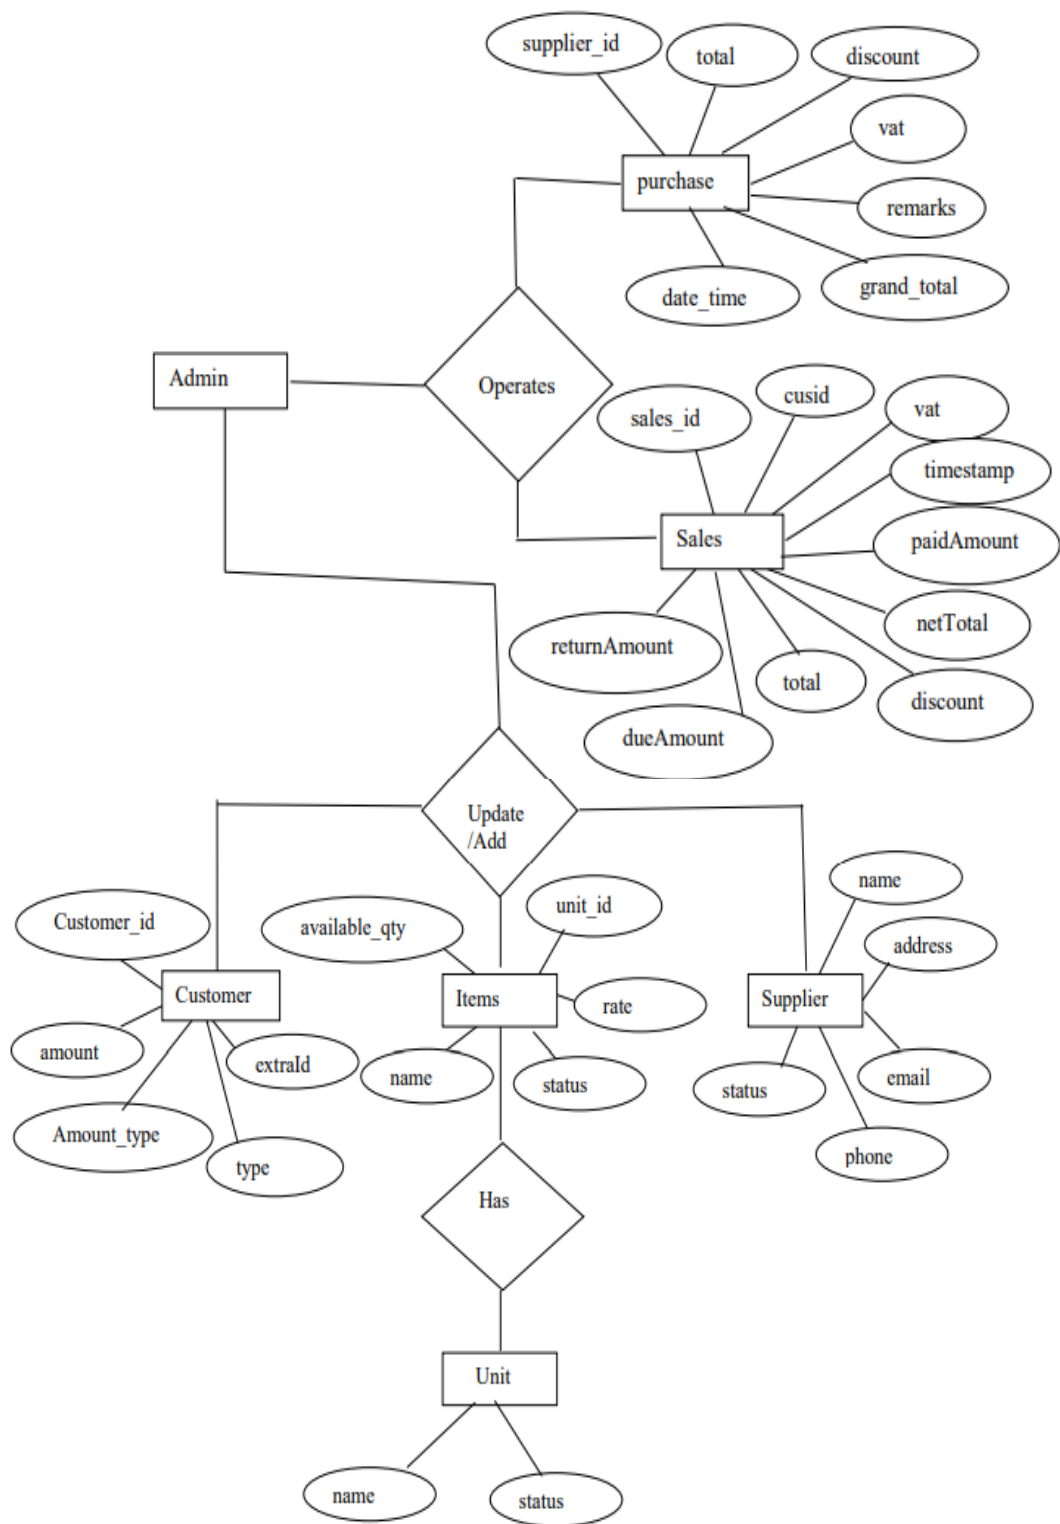 supplier_id
total
discount
vat
purchase
remarks
date_time
grand_total
Admin
Operates
cusid
vat
sales_id
timestamp
Sales
paidAmount
netTotal
returnAmount
total
discount
dueAmount
Update
/Add
name
Customer_id
available_qty
unit_id
address
Customer
Items
rate
Supplier
amount
extraId
name
status
status
email
Amount_type
type
phone
Has
Unit
name
status